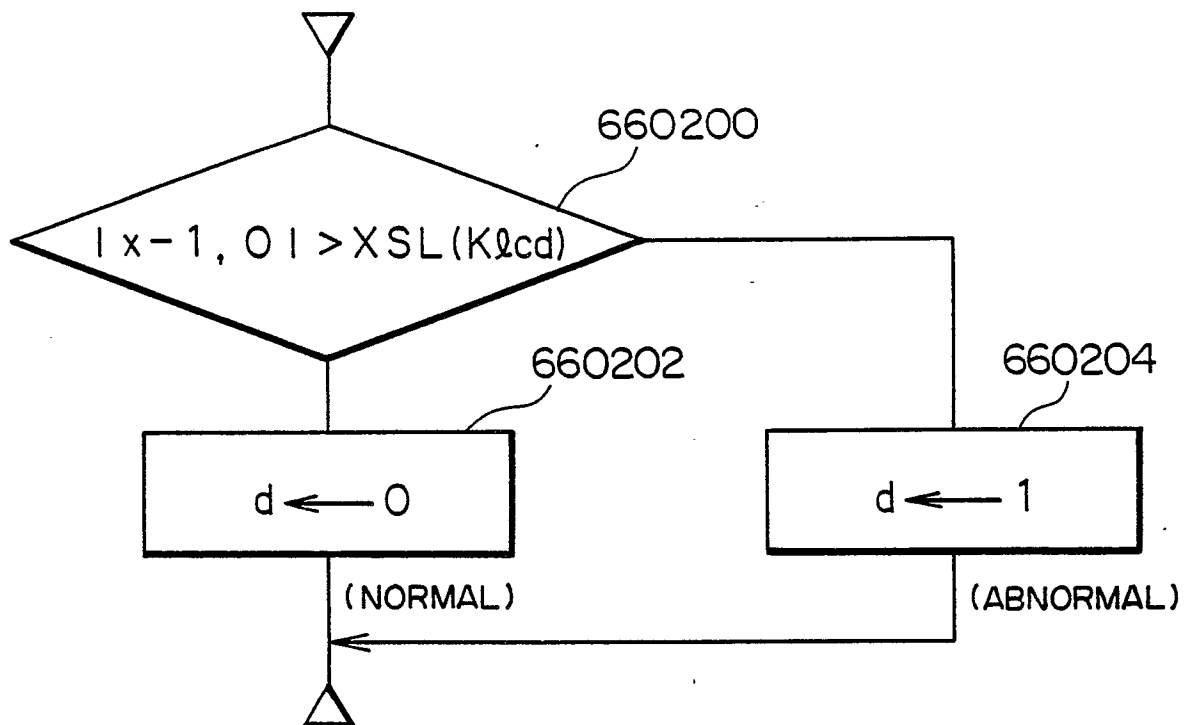 660200
| x-1, 0 | > XSL (Kℓcd)
660202
660204
d ← 0
d ← 1
(NORMAL)
(ABNORMAL)